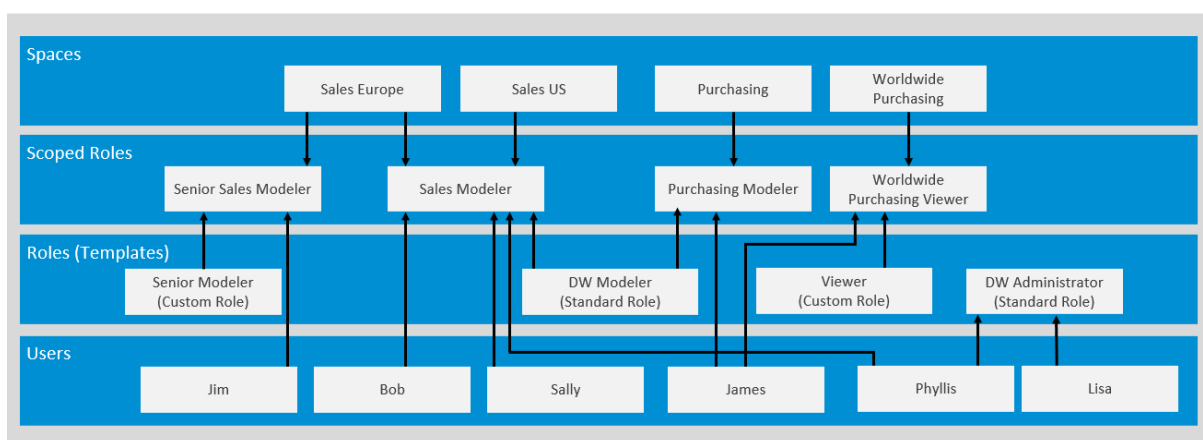 Spaces
Sales Europe
Sales US
Purchasing
Worldwide
Purchasing
Scoped Roles
Senior Sales Modeler
Sales Modeler
Purchasing Modeler
Worldwide
Purchasing Viewer
Roles (Templates)
Senior Modeler
(Custom Role)
DW Modeler
(Standard Role)
Viewer
(Custom Role)
DW Administrator
(Standard Role)
Users
Jim
Bob
Sally
James
Phyllis
Lisa